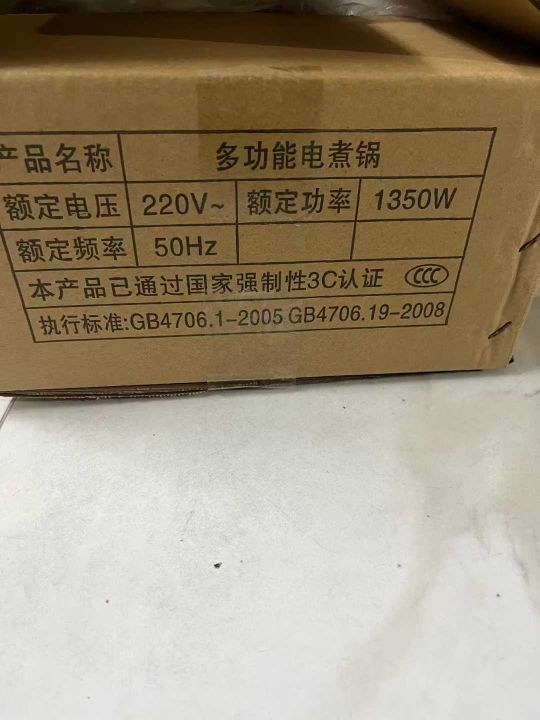 产品名称 多功能电煮锅
额定电压 220V~ 额定功率 1350W
额定频率 50Hz
本产品已通过国家强制性3C认证 CCC
执行标准:GB4706.1-2005 GB4706.19-2008